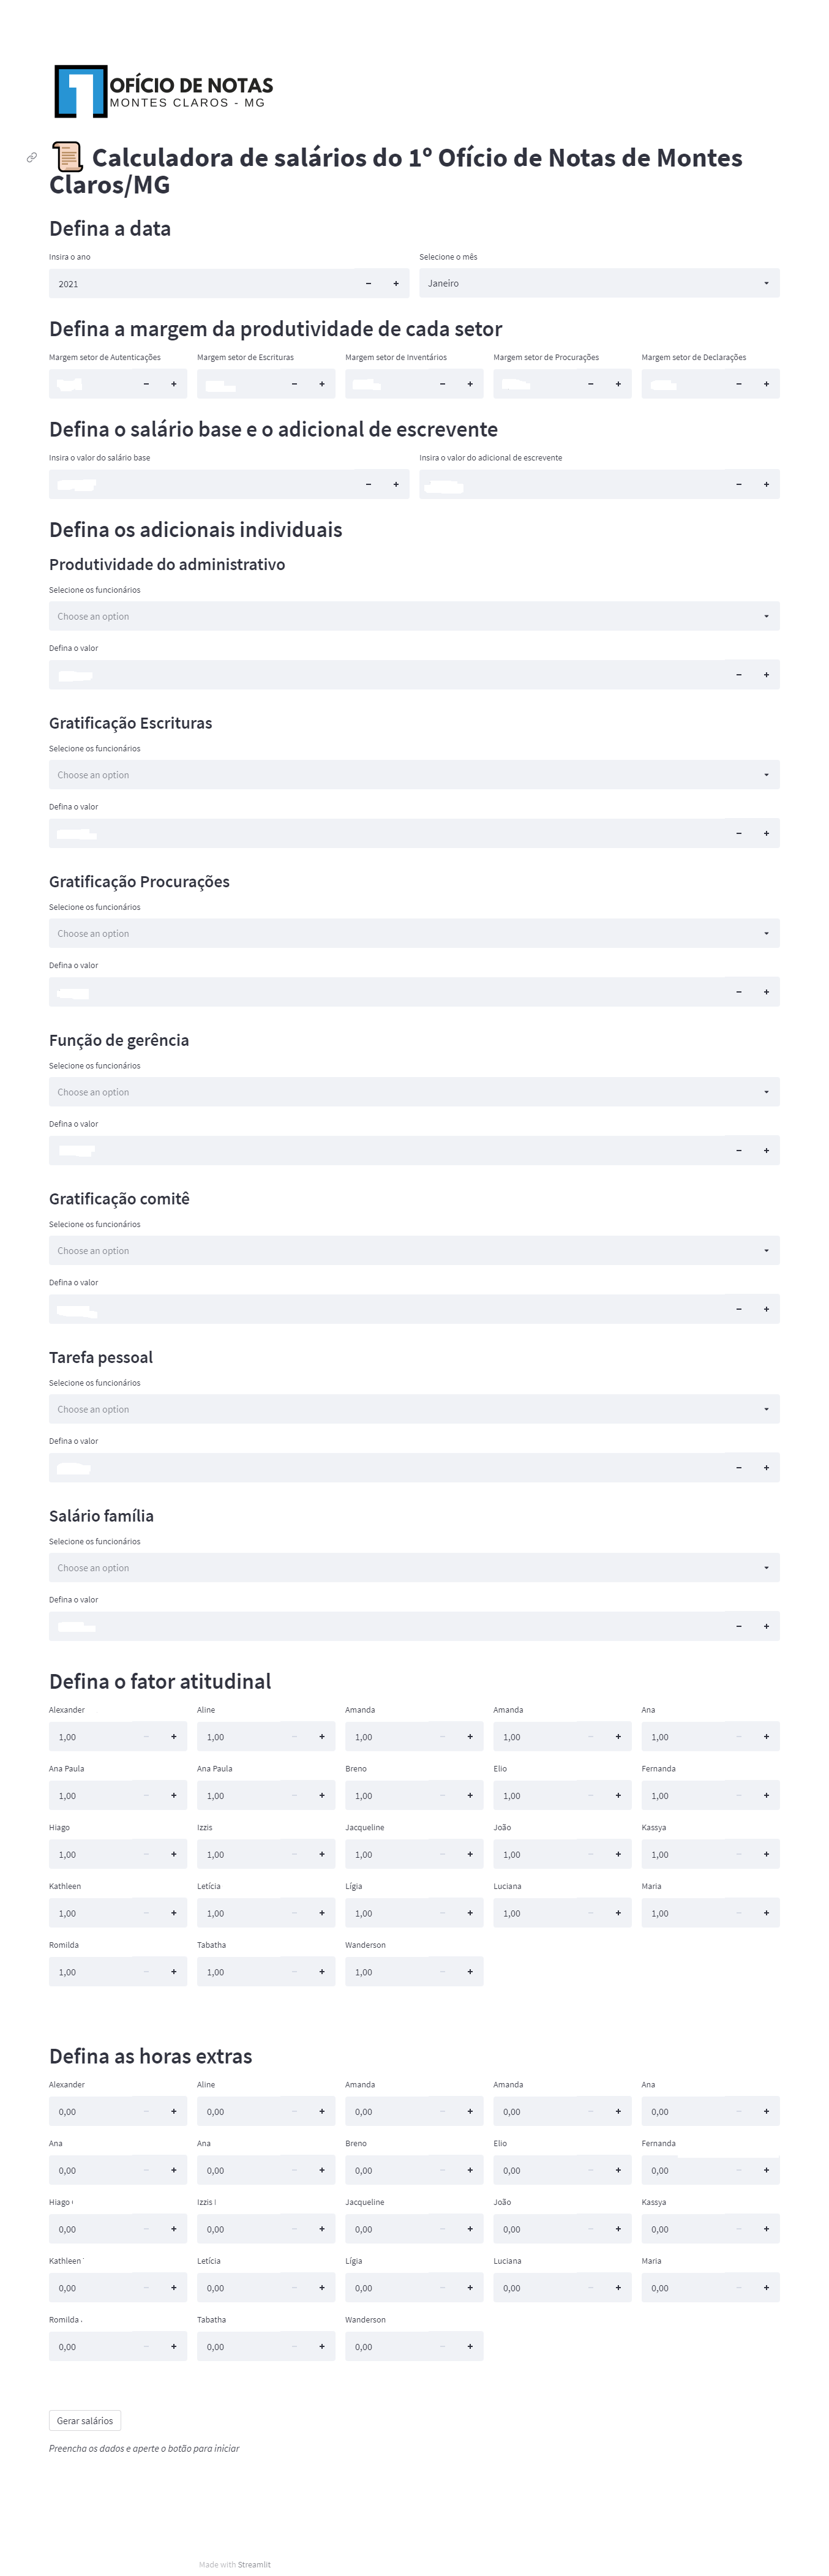 1 OFÍCIO DE NOTAS
MONTES CLAROS - MG
Calculadora de salários do 1º Ofício de Notas de Montes
Claros/MG
Defina a data
Insira o ano Selecione o mês
2021 − + Janeiro
Defina a margem da produtividade de cada setor
Margem setor de Autenticações Margem setor de Escrituras Margem setor de Inventários Margem setor de Procurações Margem setor de Declarações
− + − + − + − + − +
Defina o salário base e o adicional de escrevente
Insira o valor do salário base Insira o valor do adicional de escrevente
− + − +
Defina os adicionais individuais
Produtividade do administrativo
Selecione os funcionários
Choose an option
Defina o valor
− +
Gratificação Escrituras
Selecione os funcionários
Choose an option
Defina o valor
− +
Gratificação Procurações
Selecione os funcionários
Choose an option
Defina o valor
− +
Função de gerência
Selecione os funcionários
Choose an option
Defina o valor
− +
Gratificação comitê
Selecione os funcionários
Choose an option
Defina o valor
− +
Tarefa pessoal
Selecione os funcionários
Choose an option
Defina o valor
− +
Salário família
Selecione os funcionários
Choose an option
Defina o valor
− +
Defina o fator atitudinal
Alexander Aline Amanda Amanda Ana
1,00 − + 1,00 − + 1,00 − + 1,00 − + 1,00 − +
Ana Paula Ana Paula Breno Elio Fernanda
1,00 − + 1,00 − + 1,00 − + 1,00 − + 1,00 − +
Hiago Izzis Jacqueline João Kassya
1,00 − + 1,00 − + 1,00 − + 1,00 − + 1,00 − +
Kathleen Letícia Lígia Luciana Maria
1,00 − + 1,00 − + 1,00 − + 1,00 − + 1,00 − +
Romilda Tabatha Wanderson
1,00 − + 1,00 − + 1,00 − +
Defina as horas extras
Alexander Aline Amanda Amanda Ana
0,00 − + 0,00 − + 0,00 − + 0,00 − + 0,00 − +
Ana Ana Breno Elio Fernanda
0,00 − + 0,00 − + 0,00 − + 0,00 − + 0,00 − +
Hiago Izzis Jacqueline João Kassya
0,00 − + 0,00 − + 0,00 − + 0,00 − + 0,00 − +
Kathleen Letícia Lígia Luciana Maria
0,00 − + 0,00 − + 0,00 − + 0,00 − + 0,00 − +
Romilda Tabatha Wanderson
0,00 − + 0,00 − + 0,00 − +
Gerar salários
Preencha os dados e aperte o botão para iniciar
Made with Streamlit